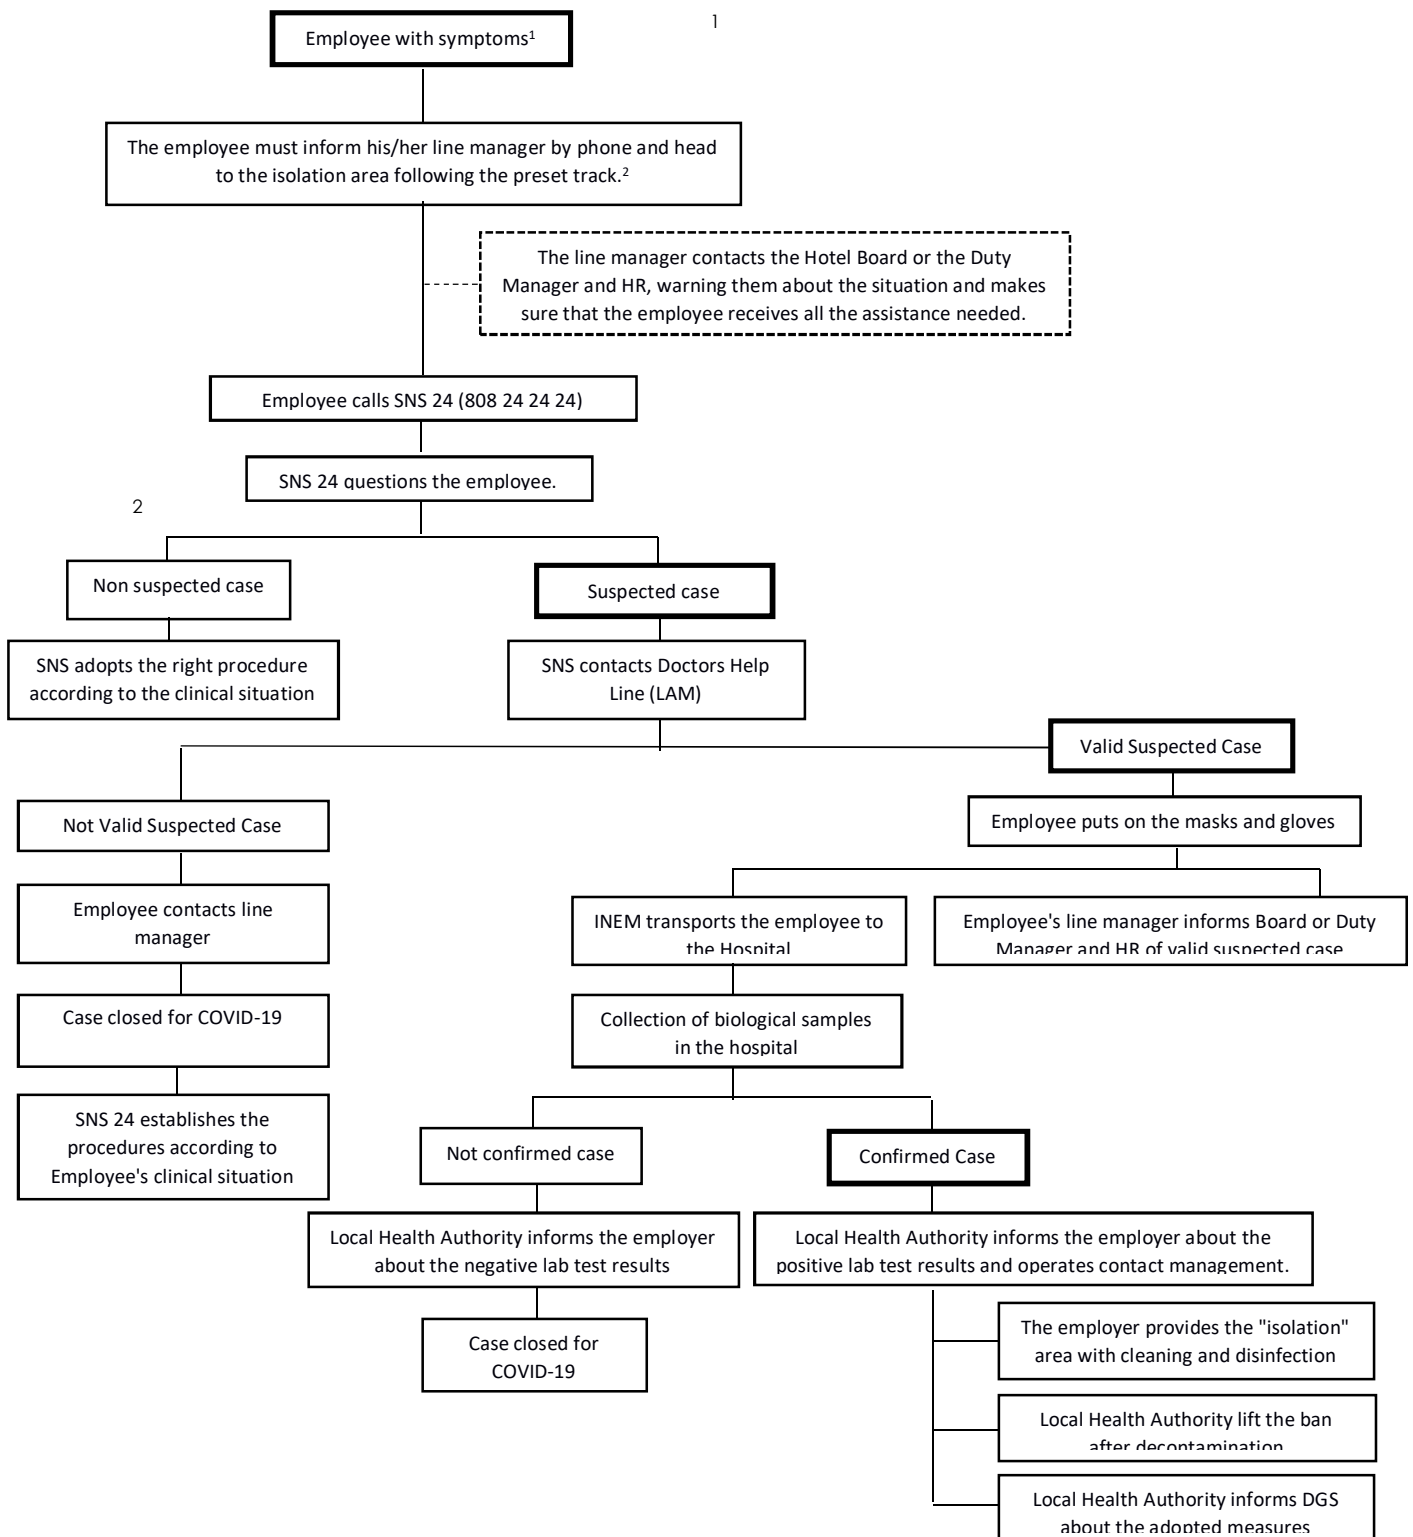 1
Employee with symptoms¹
The employee must inform his/her line manager by phone and head
to the isolation area following the preset track.²
The line manager contacts the Hotel Board or the Duty
Manager and HR, warning them about the situation and makes
sure that the employee receives all the assistance needed.
Employee calls SNS 24 (808 24 24 24)
SNS 24 questions the employee.
2
Non suspected case
Suspected case
SNS adopts the right procedure
according to the clinical situation
SNS contacts Doctors Help
Line (LAM)
Valid Suspected Case
Not Valid Suspected Case
Employee puts on the masks and gloves
Employee contacts line
manager
INEM transports the employee to
the Hospital
Employee's line manager informs Board or Duty
Manager and HR of valid suspected case
Case closed for COVID-19
Collection of biological samples
in the hospital
SNS 24 establishes the
procedures according to
Employee's clinical situation
Not confirmed case
Confirmed Case
Local Health Authority informs the employer
about the negative lab test results
Local Health Authority informs the employer about the
positive lab test results and operates contact management.
Case closed for
COVID-19
The employer provides the "isolation"
area with cleaning and disinfection
Local Health Authority lift the ban
after decontamination
Local Health Authority informs DGS
about the adopted measures